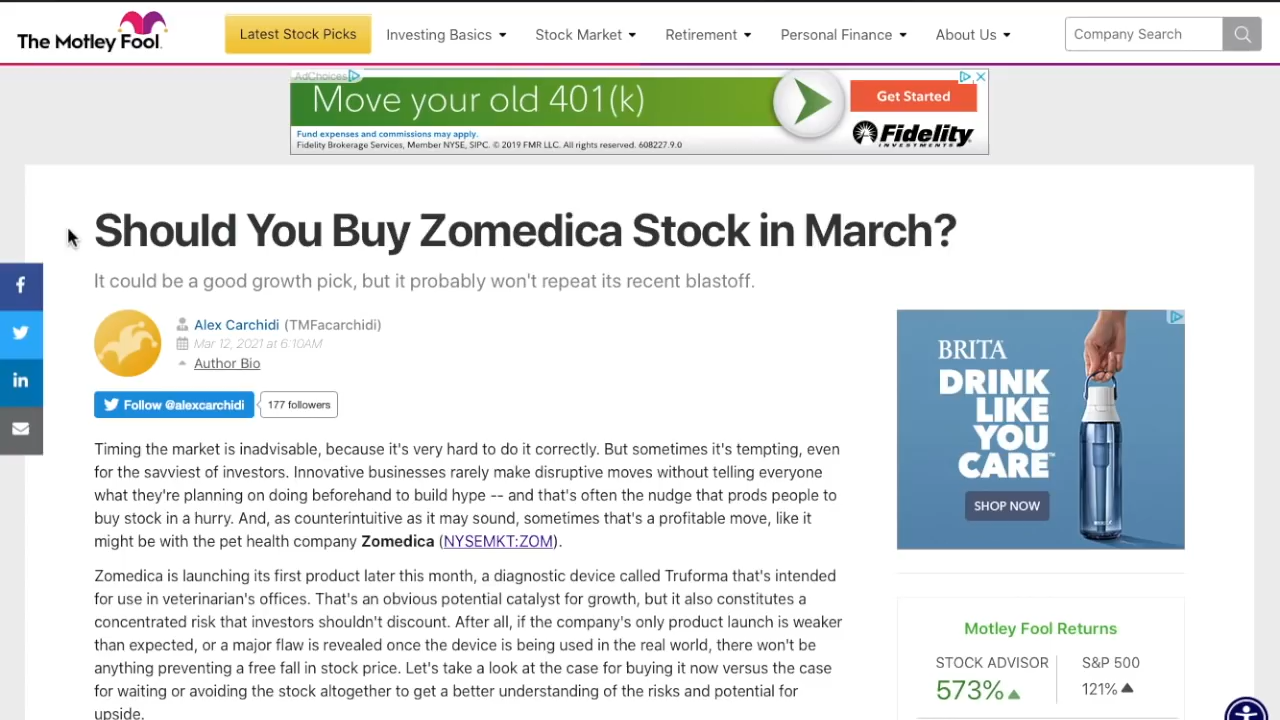 The Motley Fool.
Latest Stock Picks
Investing Basics
Stock Market
Retirement
Personal Finance
About Us
Company Search
AdChoices
Move your old 401(k)
Get Started
Fund expenses and commissions may apply.
Fidelity Brokerage Services, Member NYSE, SIPC. © 2019 FMR LLC. All rights reserved. 608227.9.0
Fidelity
INVESTMENTS
Should You Buy Zomedica Stock in March?
It could be a good growth pick, but it probably won't repeat its recent blastoff.
Alex Carchidi (TMFacarchidi)
Mar 12, 2021 at 6:10AM
Author Bio
Follow @alexcarchidi
177 followers
Timing the market is inadvisable, because it's very hard to do it correctly. But sometimes it's tempting, even
for the savviest of investors. Innovative businesses rarely make disruptive moves without telling everyone
what they're planning on doing beforehand to build hype -- and that's often the nudge that prods people to
buy stock in a hurry. And, as counterintuitive as it may sound, sometimes that's a profitable move, like it
might be with the pet health company Zomedica (NYSEMKT:ZOM).
Zomedica is launching its first product later this month, a diagnostic device called Truforma that's intended
for use in veterinarian's offices. That's an obvious potential catalyst for growth, but it also constitutes a
concentrated risk that investors shouldn't discount. After all, if the company's only product launch is weaker
than expected, or a major flaw is revealed once the device is being used in the real world, there won't be
anything preventing a free fall in stock price. Let's take a look at the case for buying it now versus the case
for waiting or avoiding the stock altogether to get a better understanding of the risks and potential for
upside.
BRITA
DRINK
LIKE
YOU
CARE™
SHOP NOW
Motley Fool Returns
STOCK ADVISOR
573%
S&P 500
121%